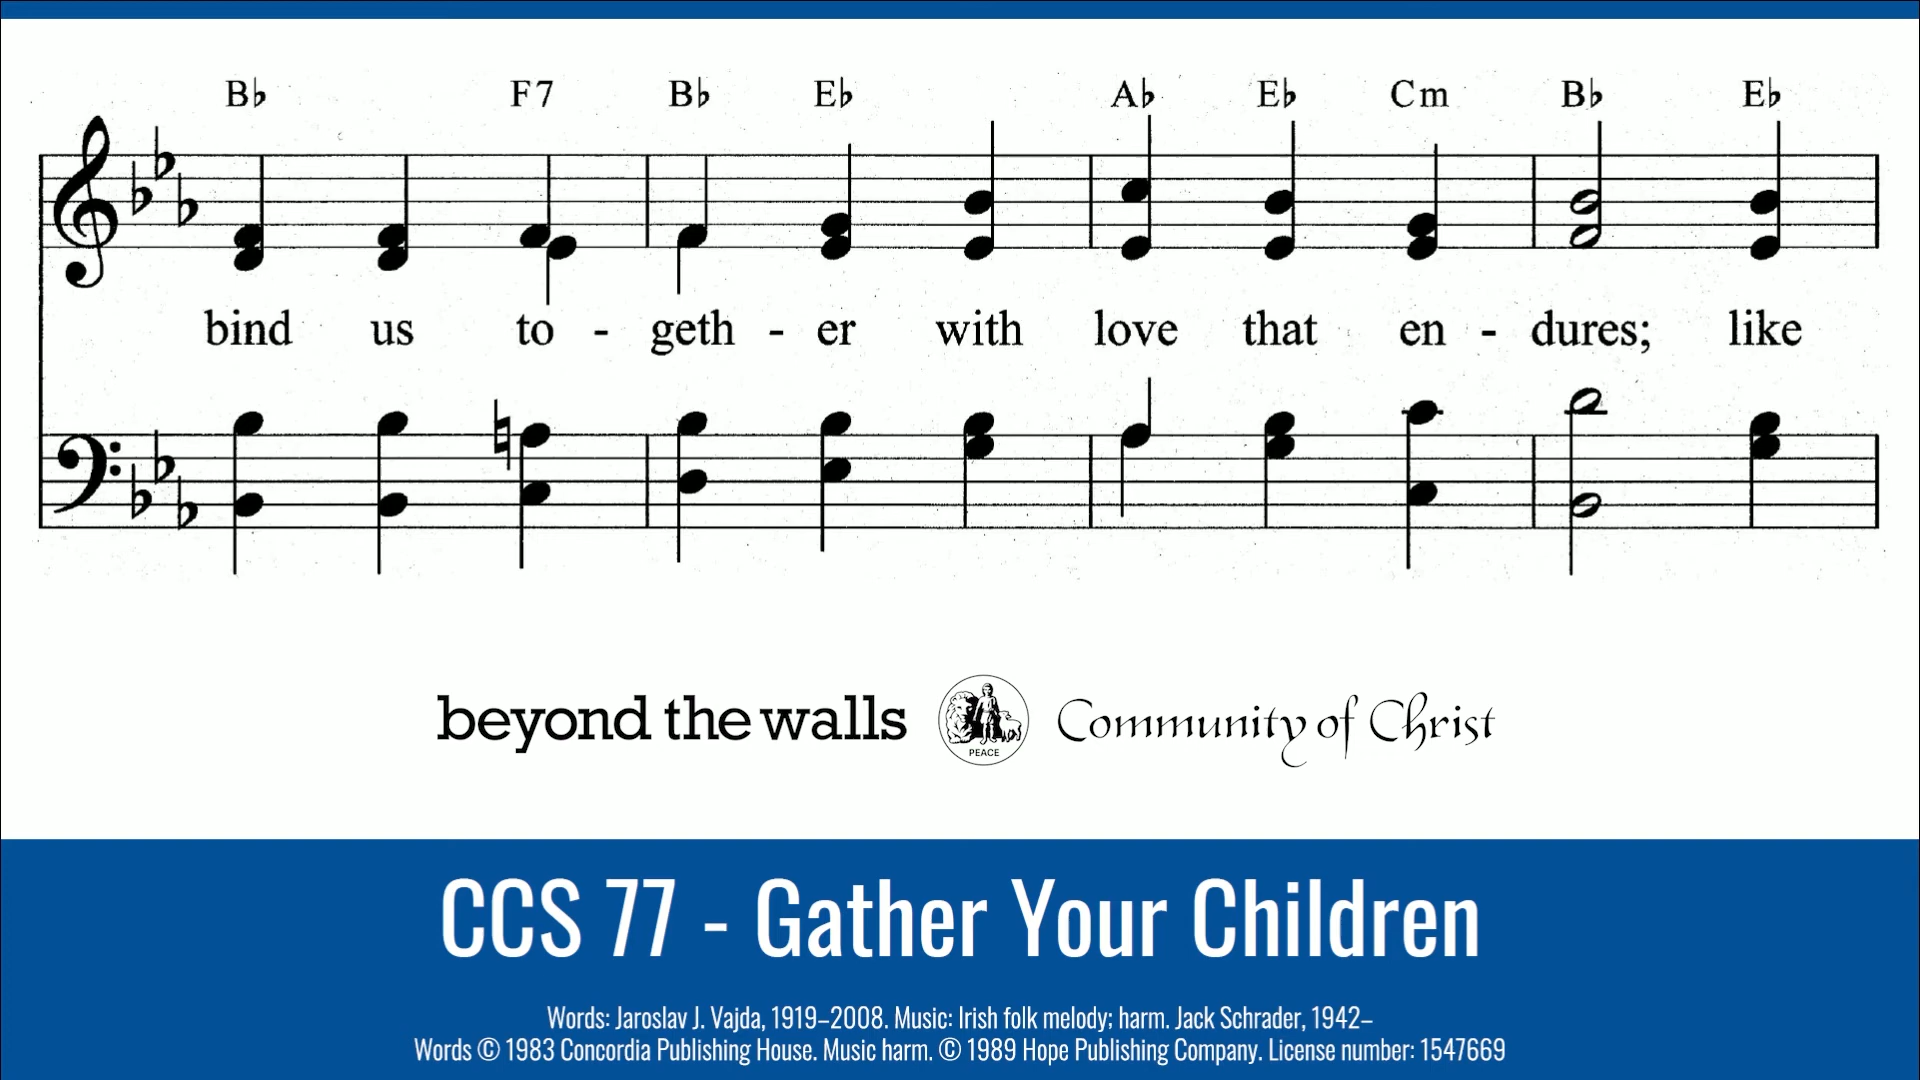 B♭ F7 B♭ E♭ A♭ E♭ Cm B♭ E♭
bind us to - geth - er with love that en - dures; like
beyond the walls PEACE Community of Christ
CCS 77 - Gather Your Children
Words: Jaroslav J. Vajda, 1919–2008. Music: Irish folk melody; harm. Jack Schrader, 1942–
Words © 1983 Concordia Publishing House. Music harm. © 1989 Hope Publishing Company. License number: 1547669